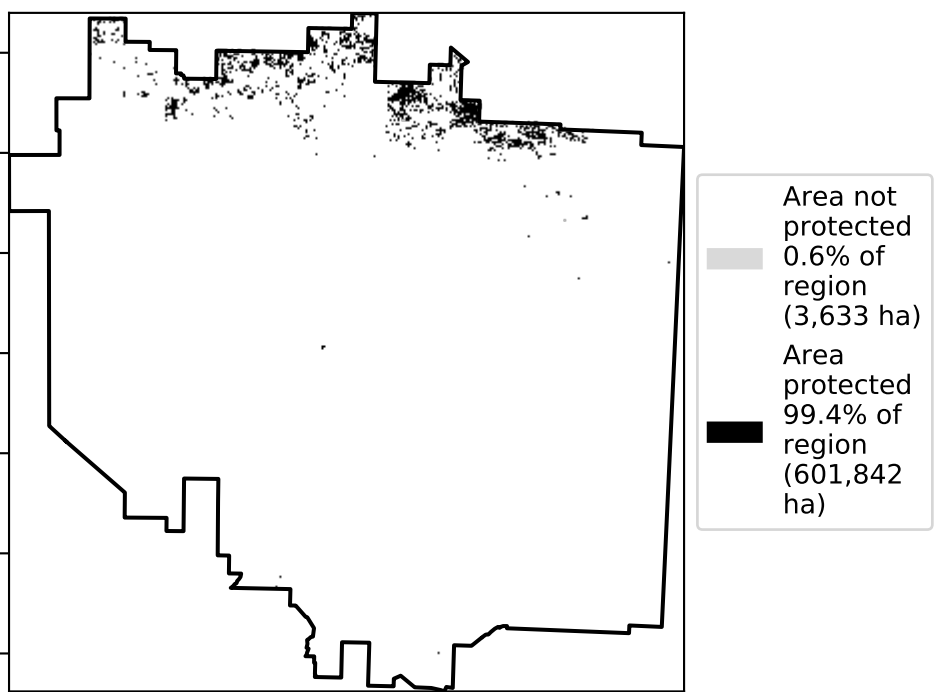 Area not
protected
0.6% of
region
(3,633 ha)
Area
protected
99.4% of
region
(601,842
ha)